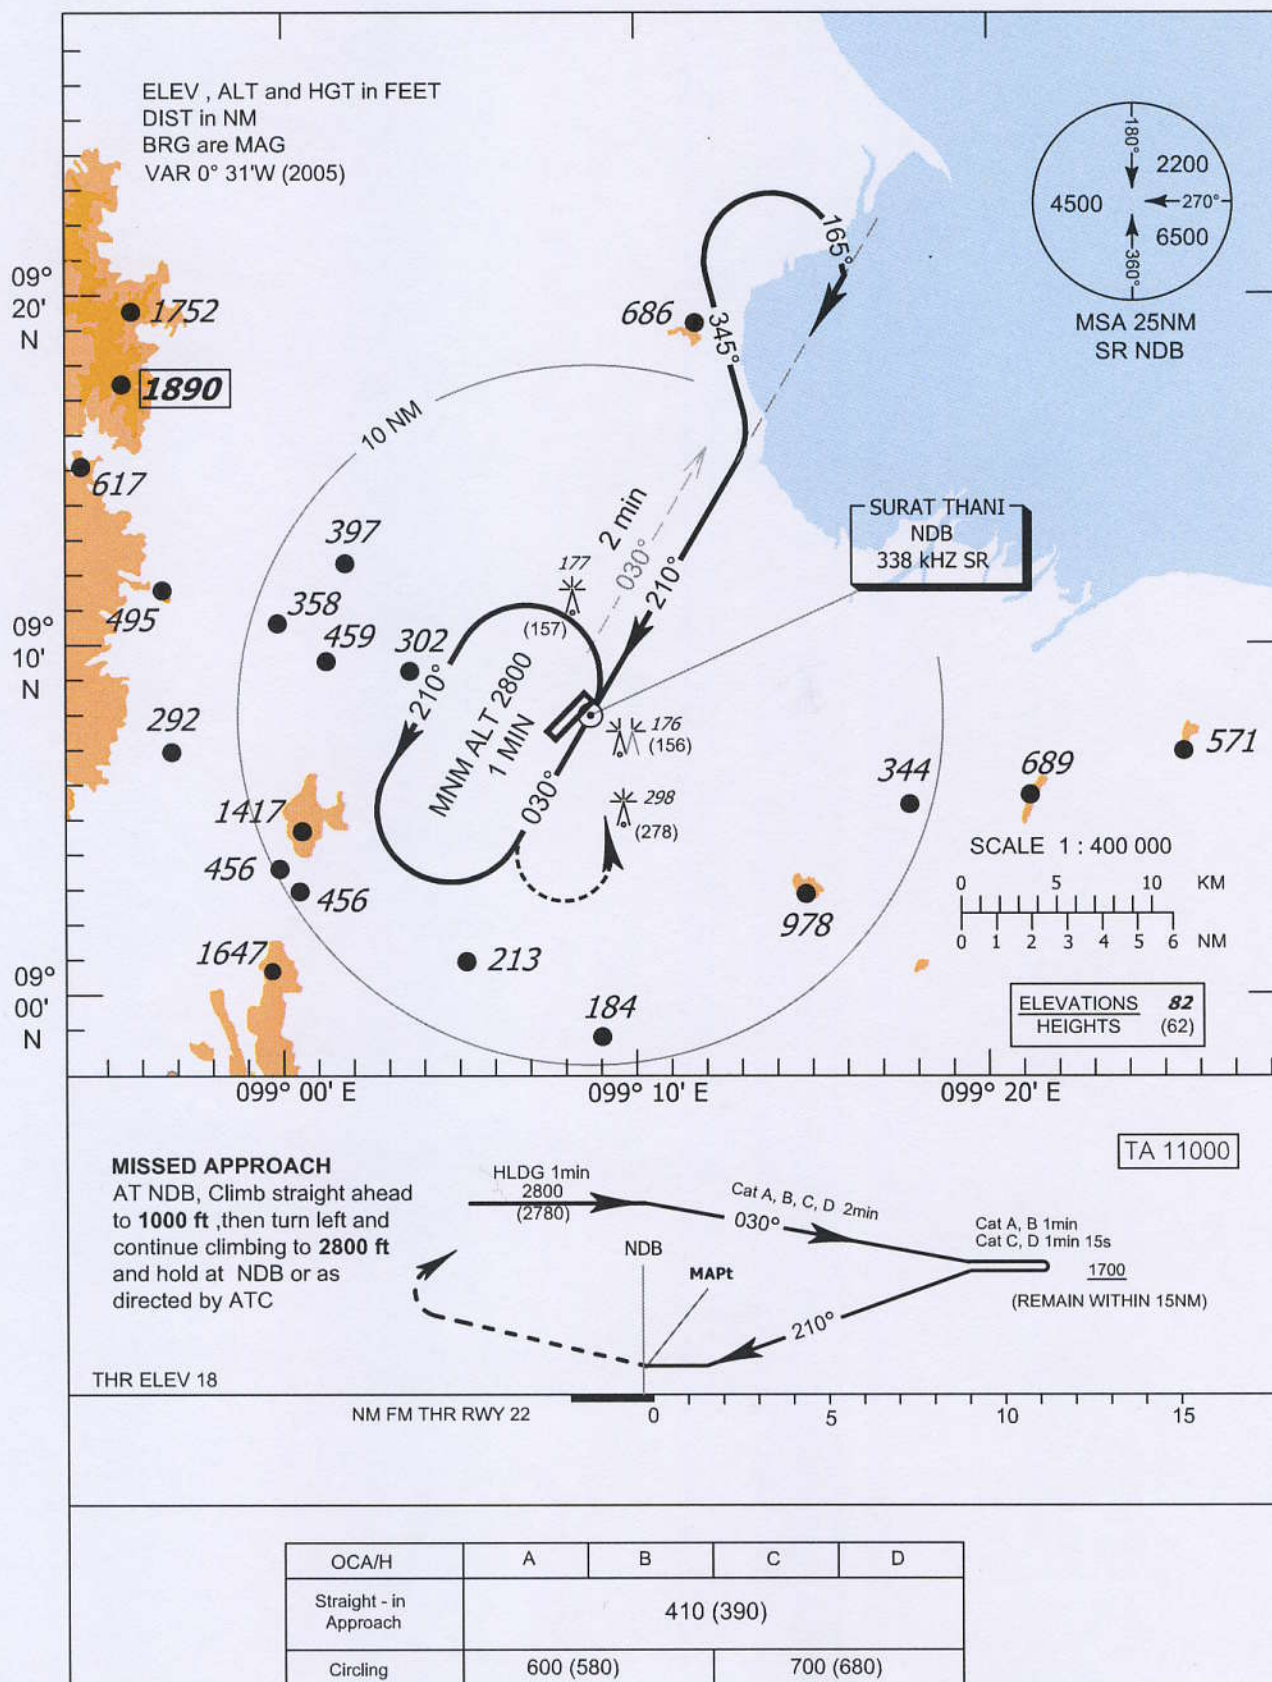 ELEV , ALT and HGT in FEET
DIST in NM
BRG are MAG
VAR 0° 31'W (2005)
180°
2200
4500
270°
6500
360°
MSA 25NM
SR NDB
165°
09°
20'
N
1752
686
345°
1890
10 NM
617
2 min
SURAT THANI
NDB
338 kHZ SR
397
177
030°
210°
495
358
(157)
09°
10'
N
459
302
210°
MNM ALT 2800
1 MIN
292
176
(156)
571
344
689
030°
298
(278)
1417
SCALE 1 : 400 000
456
0 5 10 KM
456
978
0 1 2 3 4 5 6 NM
1647
213
09°
00'
N
184
ELEVATIONS 82
HEIGHTS (62)
099° 00' E
099° 10' E
099° 20' E
TA 11000
MISSED APPROACH
AT NDB, Climb straight ahead
to 1000 ft ,then turn left and
continue climbing to 2800 ft
and hold at NDB or as
directed by ATC
HLDG 1min
2800
(2780)
Cat A, B, C, D 2min
030°
Cat A, B 1min
Cat C, D 1min 15s
1700
(REMAIN WITHIN 15NM)
NDB
MAPt
210°
THR ELEV 18
NM FM THR RWY 22
0 5 10 15
OCA/H A B C D
Straight - in
Approach
410 (390)
Circling 600 (580) 700 (680)